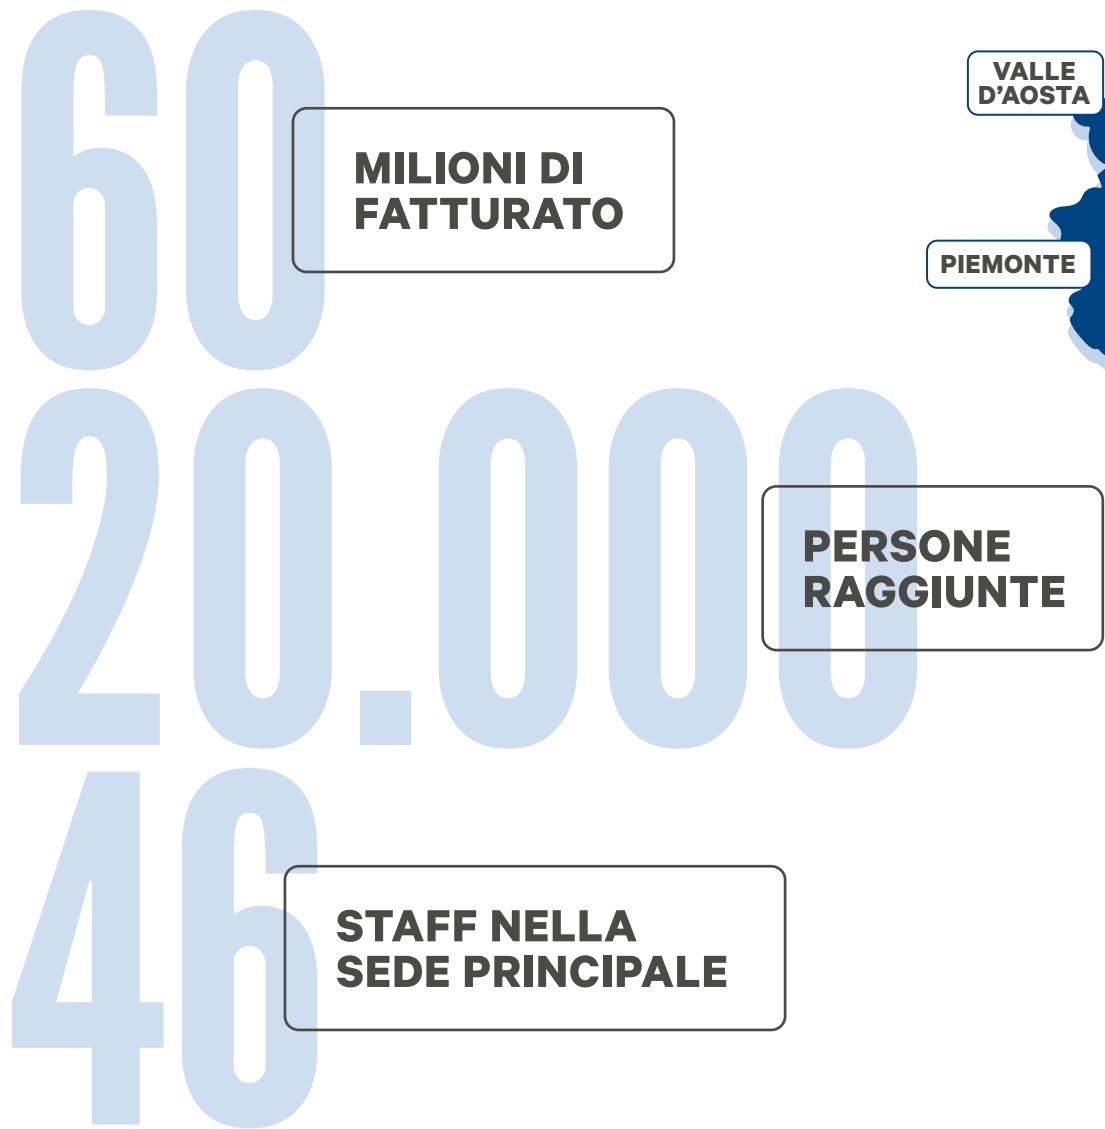 60
MILIONI DI
FATTURATO
VALLE
D'AOSTA
PIEMONTE
20.000
PERSONE
RAGGIUNTE
46
STAFF NELLA
SEDE PRINCIPALE